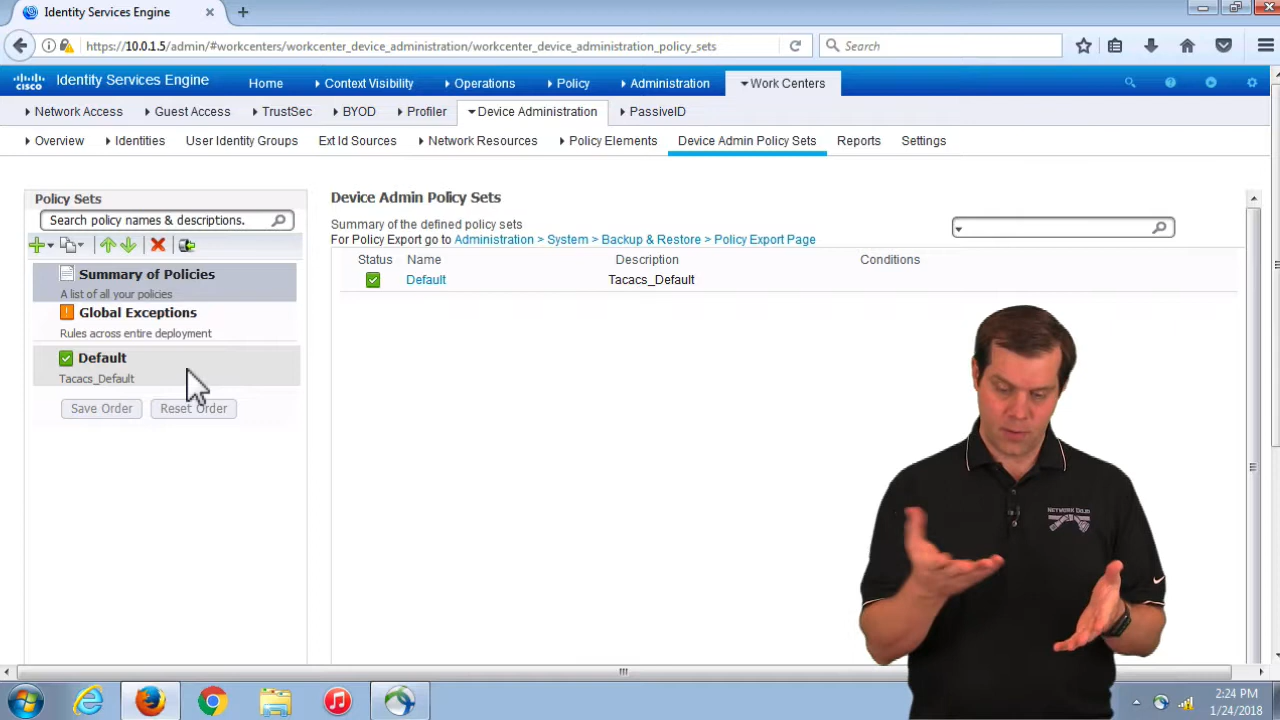 Identity Services Engine
https://10.0.1.5/admin/#workcenters/workcenter_device_administration/workcenter_device_administration_policy_sets
Search
cisco
Identity Services Engine
Home
Context Visibility
Operations
Policy
Administration
Work Centers
Network Access
Guest Access
TrustSec
BYOD
Profiler
Device Administration
PassiveID
Overview
Identities
User Identity Groups
Ext Id Sources
Network Resources
Policy Elements
Device Admin Policy Sets
Reports
Settings
Policy Sets
Search policy names & descriptions.
Summary of Policies
A list of all your policies
Global Exceptions
Rules across entire deployment
Default
Tacacs_Default
Save Order
Reset Order
Device Admin Policy Sets
Summary of the defined policy sets
For Policy Export go to Administration > System > Backup & Restore > Policy Export Page
Status Name Description Conditions
Default Tacacs_Default
NETWORK DOJO
2:24 PM
1/24/2018